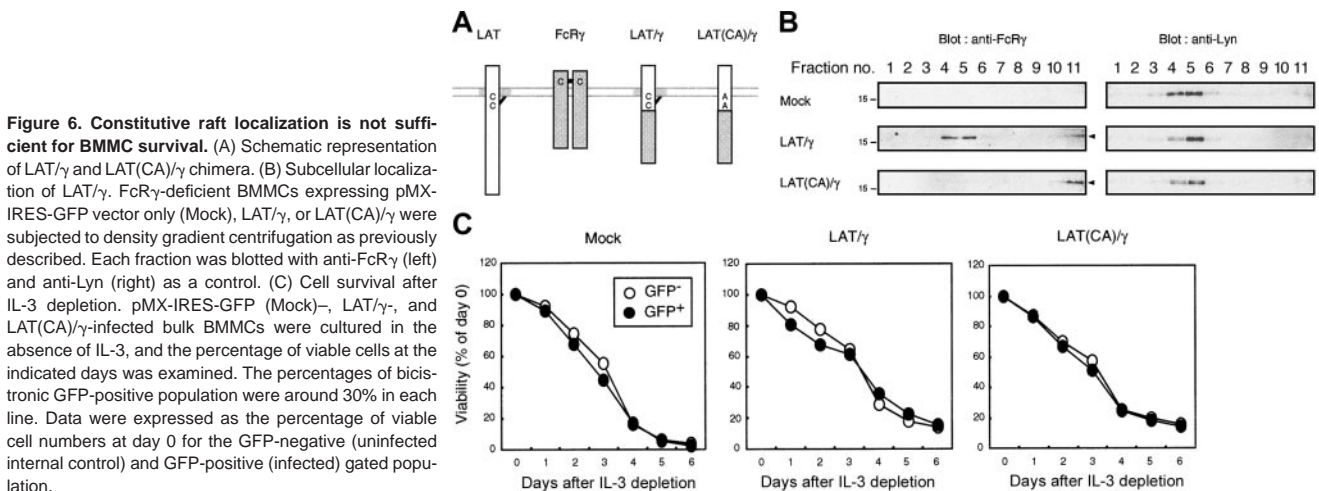 Figure 6. Constitutive raft localization is not suffi-
cient for BMMC survival. (A) Schematic representation
of LAT/γ and LAT(CA)/γ chimera. (B) Subcellular localiza-
tion of LAT/γ. FcRγ-deficient BMMCs expressing pMX-
IRES-GFP vector only (Mock), LAT/γ, or LAT(CA)/γ were
subjected to density gradient centrifugation as previously
described. Each fraction was blotted with anti-FcRγ (left)
and anti-Lyn (right) as a control. (C) Cell survival after
IL-3 depletion. pMX-IRES-GFP (Mock)–, LAT/γ-, and
LAT(CA)/γ-infected bulk BMMCs were cultured in the
absence of IL-3, and the percentage of viable cells at the
indicated days was examined. The percentages of bicis-
tronic GFP-positive population were around 30% in each
line. Data were expressed as the percentage of viable
cell numbers at day 0 for the GFP-negative (uninfected
internal control) and GFP-positive (infected) gated popu-
lation.
A
LAT FcRγ LAT/γ LAT(CA)/γ
C C C A
C C A
C C
B
Blot : anti-FcRγ Blot : anti-Lyn
Fraction no. 1 2 3 4 5 6 7 8 9 10 11 1 2 3 4 5 6 7 8 9 10 11
Mock 15
LAT/γ 15
LAT(CA)/γ 15
C
Mock LAT/γ LAT(CA)/γ
Viability (% of day 0)
120 120 120
100 100 100
80 80 80
60 60 60
40 40 40
20 20 20
0 0 0
GFP-
GFP+
0 1 2 3 4 5 6 0 1 2 3 4 5 6 0 1 2 3 4 5 6
Days after IL-3 depletion Days after IL-3 depletion Days after IL-3 depletion